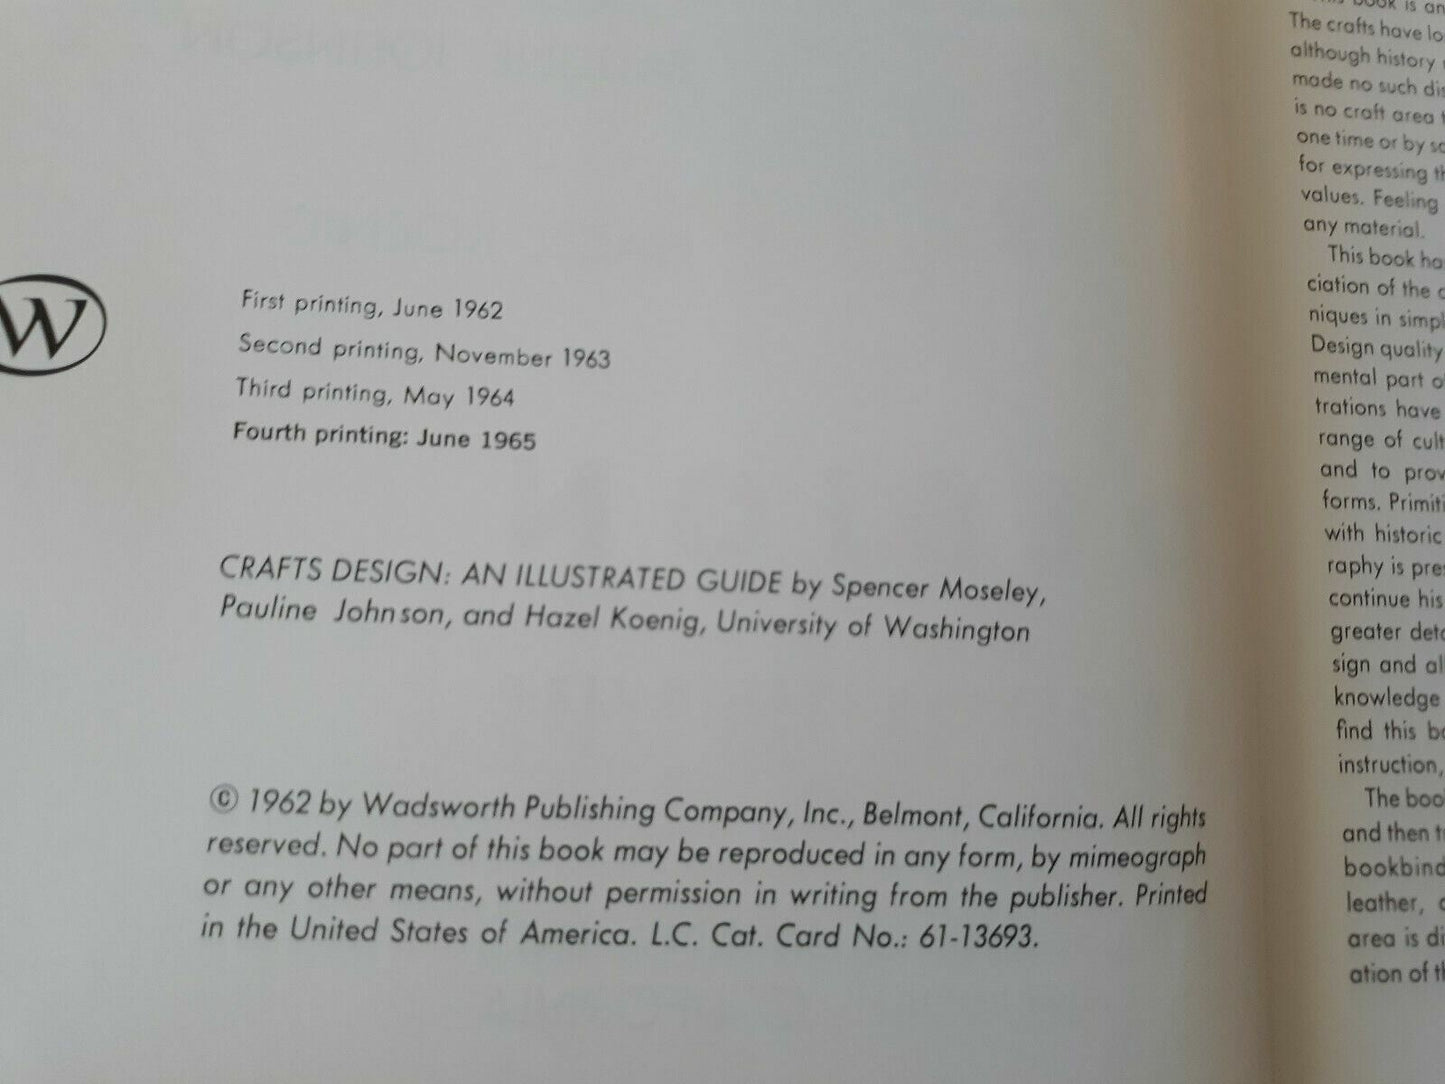 W
First printing, June 1962
Second printing, November 1963
Third printing, May 1964
Fourth printing: June 1965
CRAFTS DESIGN: AN ILLUSTRATED GUIDE by Spencer Moseley,
Pauline Johnson, and Hazel Koenig, University of Washington
© 1962 by Wadsworth Publishing Company, Inc., Belmont, California. All rights
reserved. No part of this book may be reproduced in any form, by mimeograph
or any other means, without permission in writing from the publisher. Printed
in the United States of America. L.C. Cat. Card No.: 61-13693.
book is
The crafts have
although history
made no such
is no craft area
one time or by
for expressing
values. Feeling
any material.
This book
ciation of the
niques in
Design quality
mental part
trations have
range of
and to
forms.
with historic
raphy is
continue his
greater
sign and
knowledge
find this
instruction,
The
and then
leather,
area is
ation of